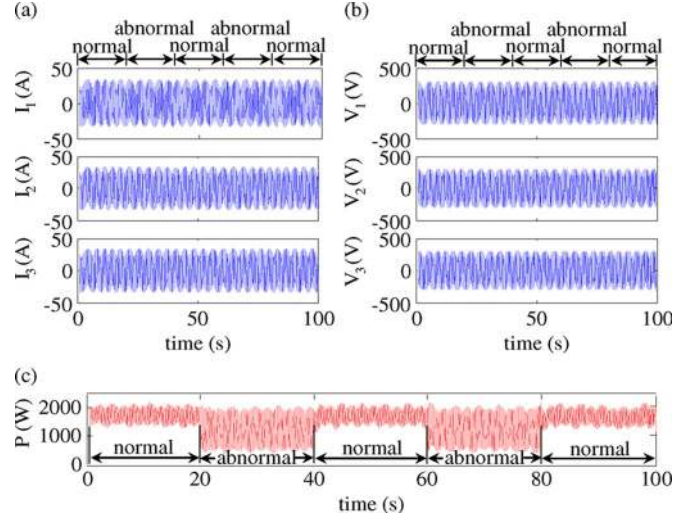 (a)
abnormal abnormal
normal normal normal
I1(A)
50
0
-50
I2(A)
50
0
-50
I3(A)
50
0
-50
0 50 100
time (s)
(b)
abnormal abnormal
normal normal normal
V1(V)
500
0
-500
V2(V)
500
0
-500
V3(V)
500
0
-500
0 50 100
time (s)
(c)
P (W)
2000
1000
0
normal abnormal normal abnormal normal
0 20 40 60 80 100
time (s)